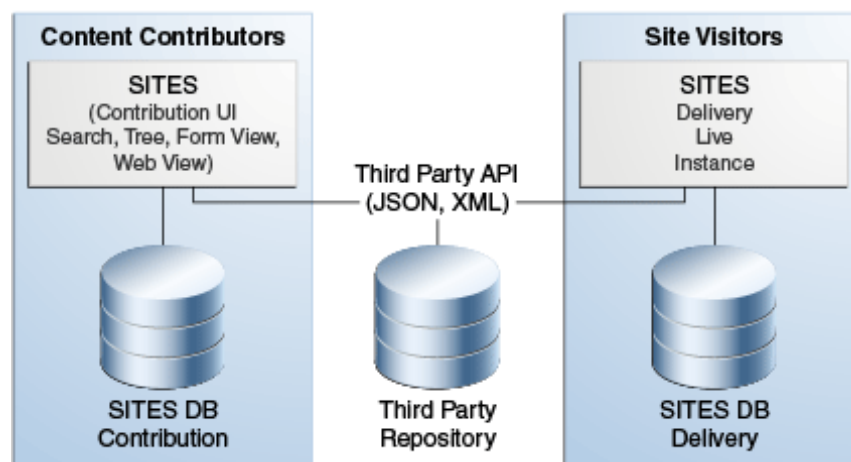 Content Contributors
SITES
(Contribution UI
Search, Tree, Form View,
Web View)
SITES DB
Contribution
Third Party API
(JSON, XML)
Third Party
Repository
Site Visitors
SITES
Delivery
Live
Instance
SITES DB
Delivery